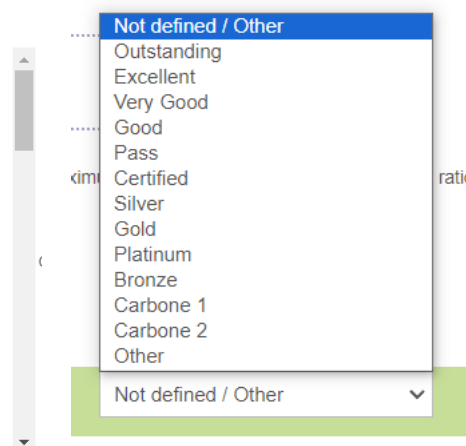 Not defined / Other
Outstanding
Excellent
Very Good
Good
Pass
Certified
Silver
Gold
Platinum
Bronze
Carbone 1
Carbone 2
Other
Not defined / Other